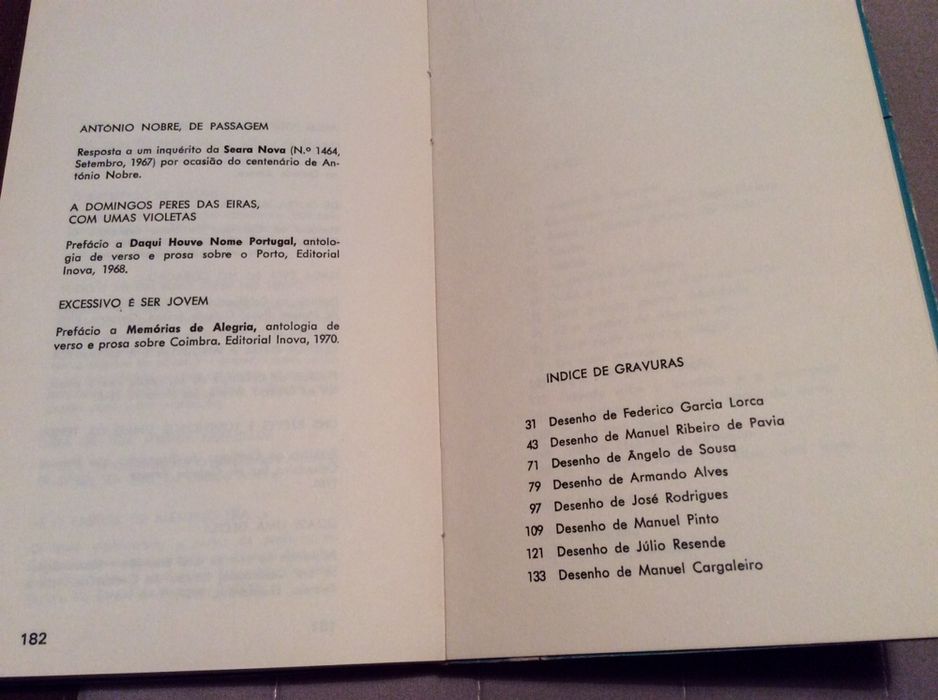 ANTÓNIO NOBRE, DE PASSAGEM
Resposta a um inquérito da Seara Nova (N.º 1464,
Setembro, 1967) por ocasião do centenário de An-
tónio Nobre.
A DOMINGOS PERES DAS EIRAS,
COM UMAS VIOLETAS
Prefácio a Daqui Houve Nome Portugal, antolo-
gia de verso e prosa sobre o Porto, Editorial
Inova, 1968.
EXCESSIVO É SER JOVEM
Prefácio a Memórias de Alegria, antologia de
verso e prosa sobre Coimbra. Editorial Inova, 1970.
182
INDICE DE GRAVURAS
31 Desenho de Federico Garcia Lorca
43 Desenho de Manuel Ribeiro de Pavia
71 Desenho de Ângelo de Sousa
79 Desenho de Armando Alves
97 Desenho de José Rodrigues
109 Desenho de Manuel Pinto
121 Desenho de Júlio Resende
133 Desenho de Manuel Cargaleiro